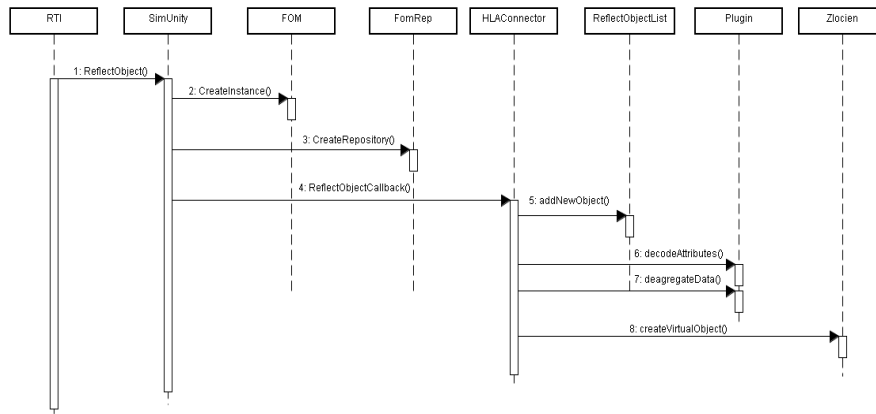 RTI
SimUnity
FOM
FomRep
HLAConnector
ReflectObjectList
Plugin
Zlocien
1: ReflectObject()
2: CreateInstance()
3: CreateRepository()
4: ReflectObjectCallback()
5: addNewObject()
6: decodeAttributes()
7: deagregateData()
8: createVirtualObject()